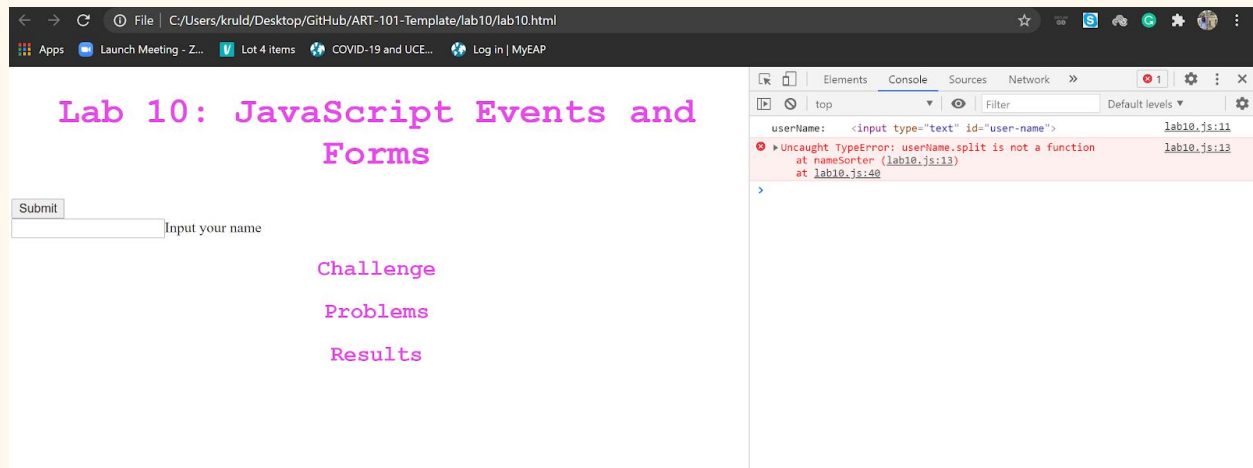 File | C:/Users/kruld/Desktop/GitHub/ART-101-Template/lab10/lab10.html
Apps Launch Meeting - Z... Lot 4 items COVID-19 and UCE... Log in | MyEAP
Lab 10: JavaScript Events and
Forms
Submit
Input your name
Challenge
Problems
Results
Elements Console Sources Network » 1
top Filter Default levels ▼
userName: <input type="text" id="user-name"> lab10.js:11
Uncaught TypeError: userName.split is not a function lab10.js:13
at nameSorter (lab10.js:13)
at lab10.js:40